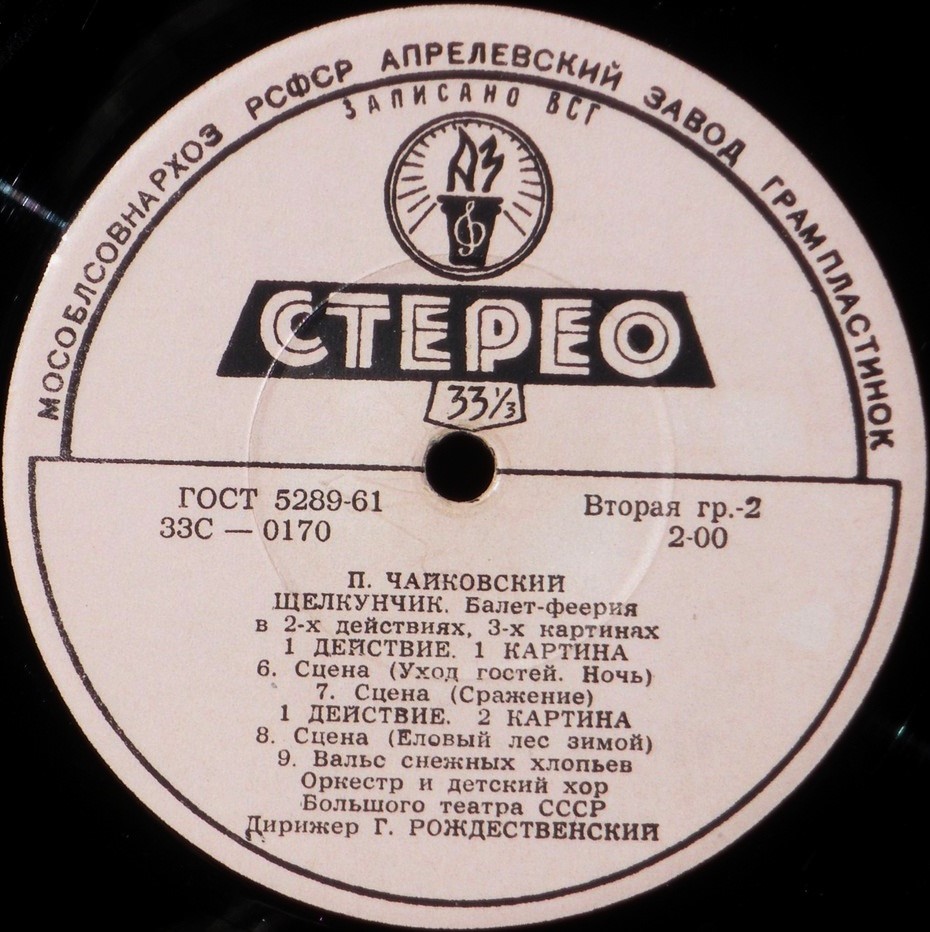 МОСОБЛСОВНАРХОЗ РСФСР АПРЕЛЕВСКИЙ ЗАВОД ГРАМПЛАСТИНОК
ЗАПИСАНО ВСГ
АЗ
СТЕРЕО
33⅓
ГОСТ 5289-61
Вторая гр.-2
33С — 0170
2-00
П. ЧАЙКОВСКИЙ
ЩЕЛКУНЧИК. Балет-феерия
в 2-х действиях, 3-х картинах
1 ДЕЙСТВИЕ. 1 КАРТИНА
6. Сцена (Уход гостей. Ночь)
7. Сцена (Сражение)
1 ДЕЙСТВИЕ. 2 КАРТИНА
8. Сцена (Еловый лес зимой)
9. Вальс снежных хлопьев
Оркестр и детский хор
Большого театра СССР
Дирижер Г. РОЖДЕСТВЕНСКИЙ